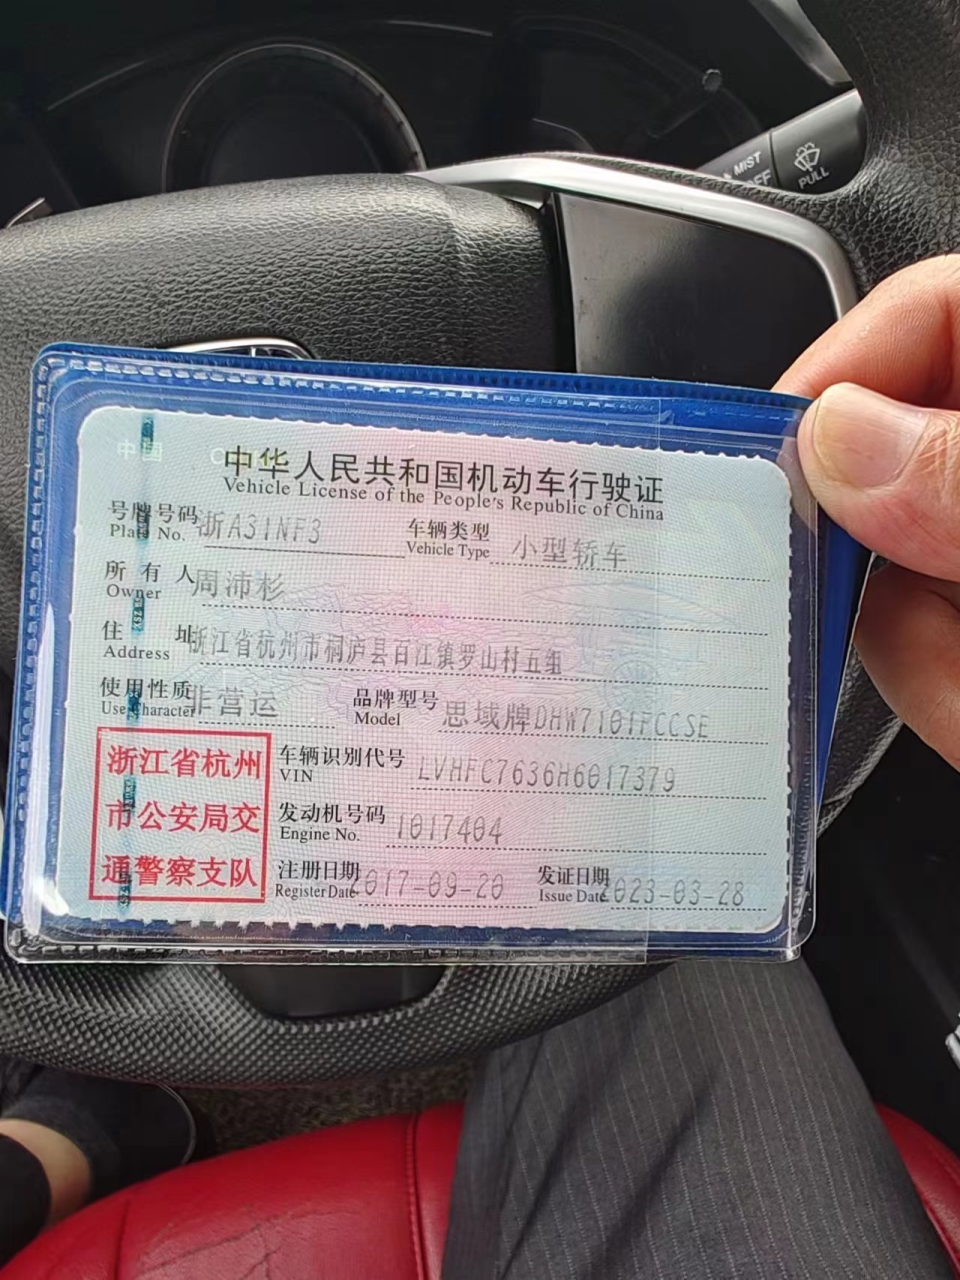 MIST
PULL
中国
中华人民共和国机动车行驶证
Vehicle License of the People's Republic of China
号牌号码 浙A31NF3 车辆类型 小型轿车
Plate No. Vehicle Type
所有人 周沛杉
Owner
住址 浙江省杭州市桐庐县百江镇罗山村五组
Address
使用性质 非营运 品牌型号 思域牌DHW7101FCCSE
Use Character Model
浙江省杭州
市公安局交
通警察支队
车辆识别代号 LVHFC7636H6017379
VIN
发动机号码 1017404
Engine No.
注册日期 2017-09-20 发证日期 2023-03-28
Register Date Issue Date